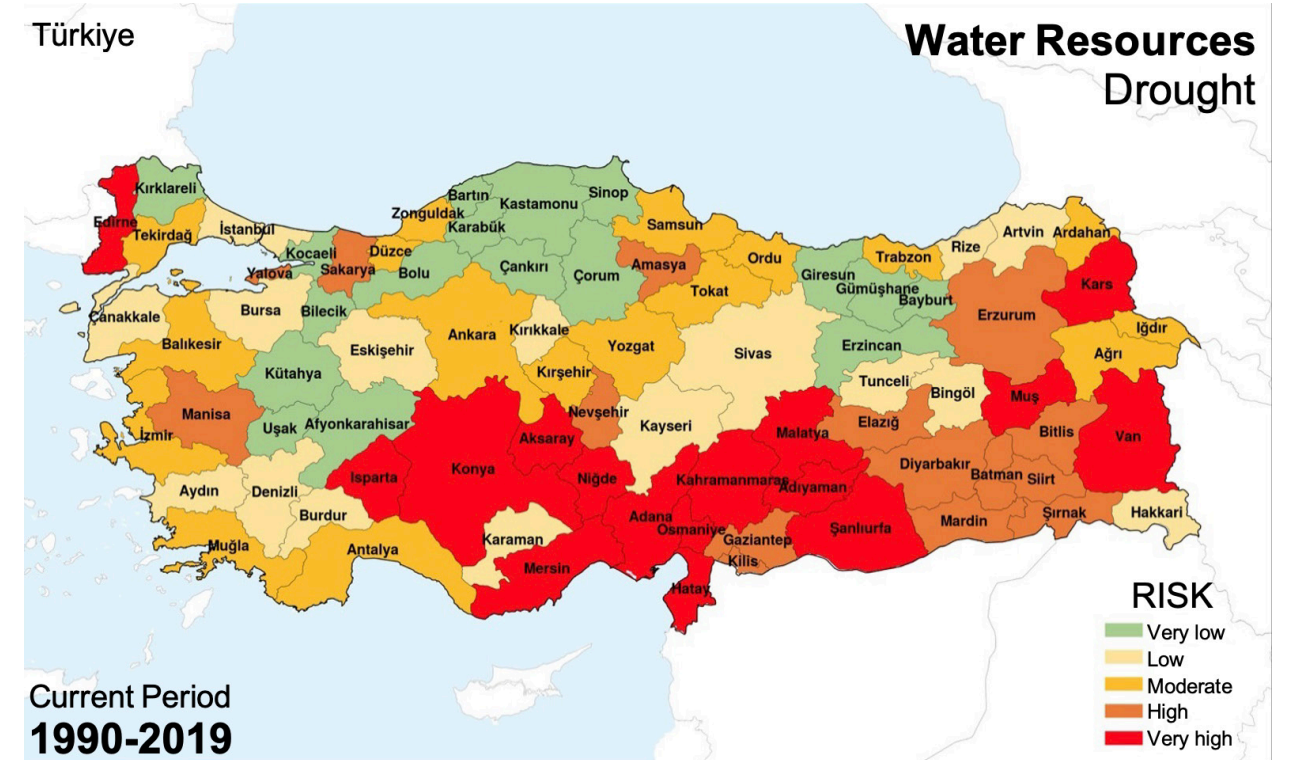 Türkiye
Water Resources
Drought
Kırklareli
Edirne
Tekirdağ
İstanbul
Kocaeli
Yalova
Sakarya
Düzce
Zonguldak
Bartın
Karabük
Kastamonu
Sinop
Bolu
Çankırı
Çorum
Samsun
Amasya
Ordu
Tokat
Giresun
Gümüşhane
Bayburt
Trabzon
Rize
Artvin
Ardahan
Kars
Erzurum
Iğdır
Ağrı
Çanakkale
Bursa
Bilecik
Balıkesir
Eskişehir
Kütahya
Ankara
Kırıkkale
Kırşehir
Yozgat
Sivas
Erzincan
Tunceli
Bingöl
Muş
Manisa
İzmir
Uşak
Afyonkarahisar
Nevşehir
Aksaray
Kayseri
Malatya
Elazığ
Bitlis
Van
Aydın
Denizli
Isparta
Burdur
Konya
Niğde
Kahramanmaraş
Adıyaman
Diyarbakır
Batman
Siirt
Muğla
Antalya
Karaman
Mersin
Adana
Osmaniye
Gaziantep
Kilis
Şanlıurfa
Mardin
Şırnak
Hakkari
Hatay
RISK
Very low
Low
Moderate
High
Very high
Current Period
1990-2019